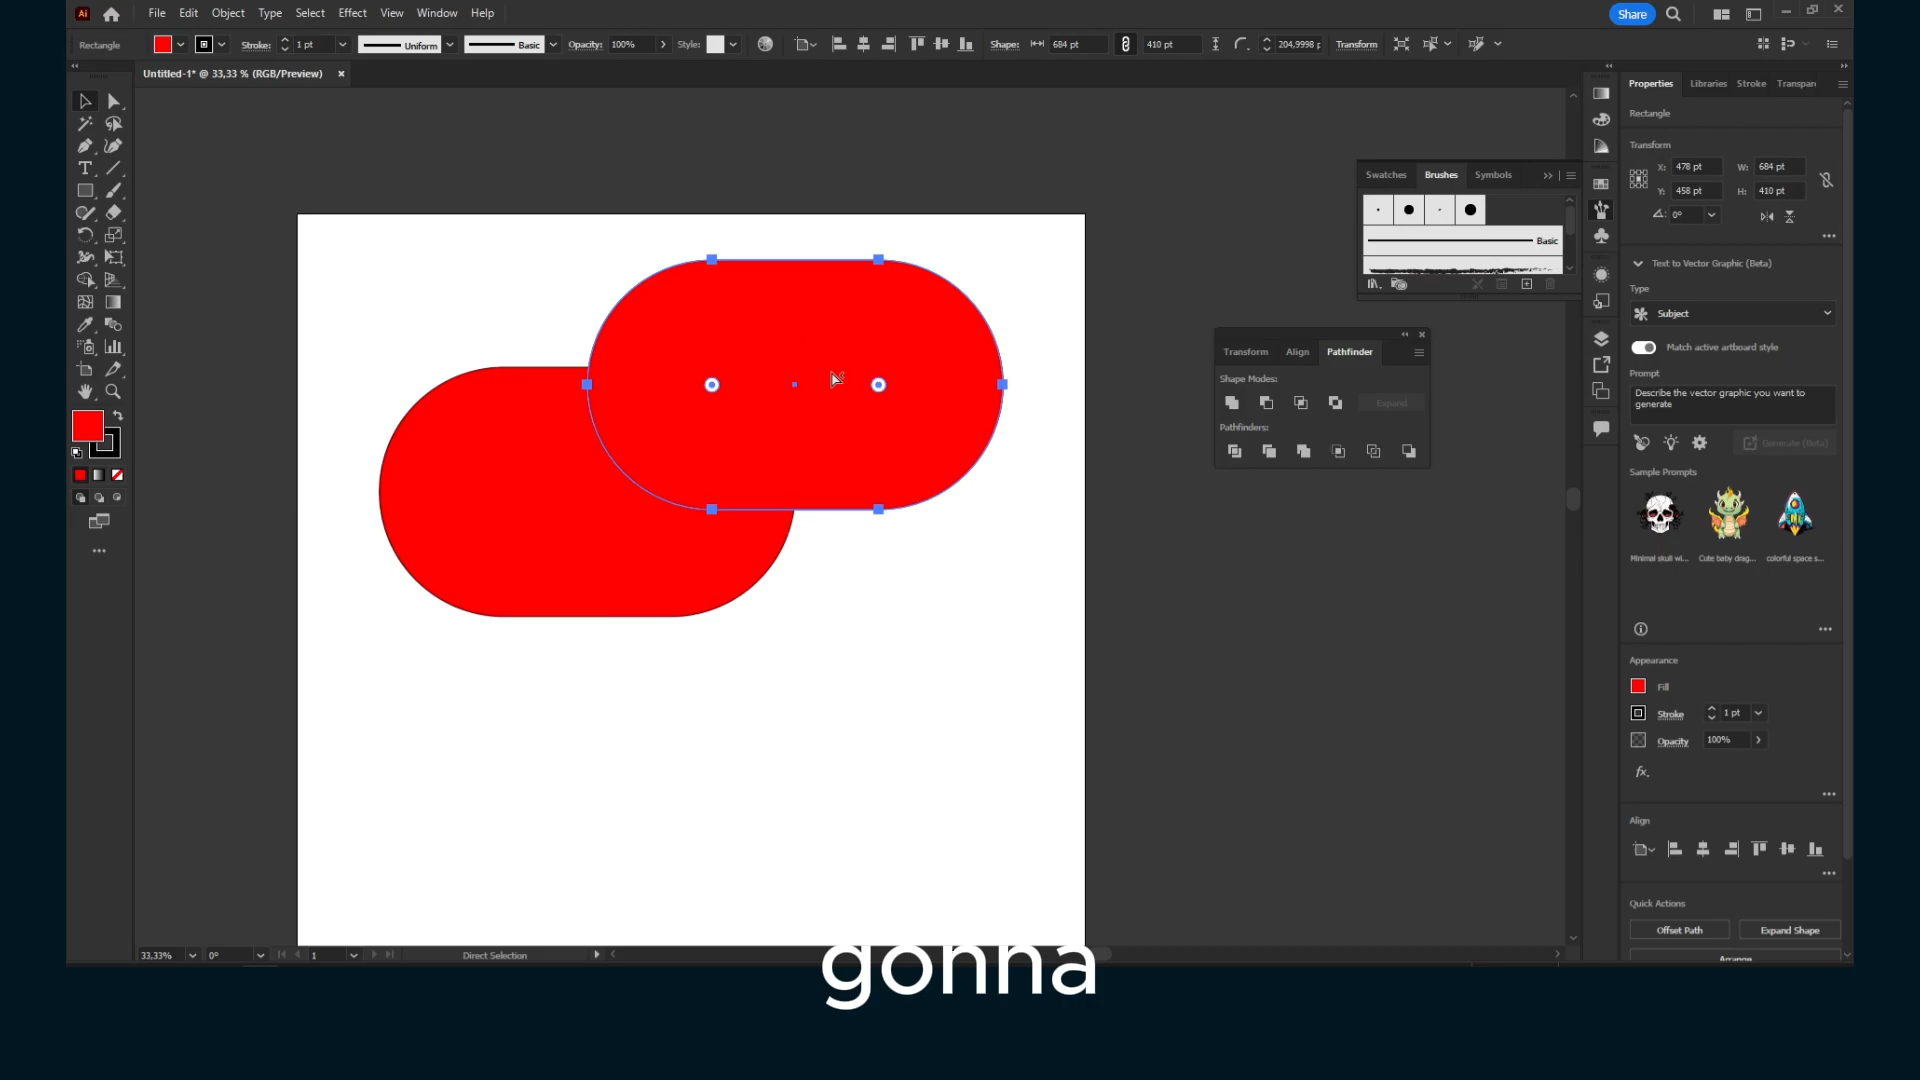 Ai File Edit Object Type Select Effect View Window Help Share
Rectangle Stroke: 1 pt Uniform Basic Opacity: 100% Style: Shape: 684 pt 410 pt 204,9998 p Transform
Untitled-1* @ 33,33 % (RGB/Preview) ×
Properties Libraries Stroke Transpar
Rectangle
Transform
X: 478 pt W: 684 pt
Y: 458 pt H: 410 pt
0°
Swatches Brushes Symbols
Basic
Text to Vector Graphic (Beta)
Type
Subject
Match active artboard style
Prompt
Describe the vector graphic you want to
generate
Generate (Beta)
Transform Align Pathfinder
Shape Modes:
Expand
Pathfinders:
Sample Prompts
Minimal skull wi... Cute baby drag... colorful space s...
Appearance
Fill
Stroke 1 pt
Opacity 100%
fx.
Align
Quick Actions
Offset Path Expand Shape
Arrange
33,33% 0° 1 Direct Selection
gonna